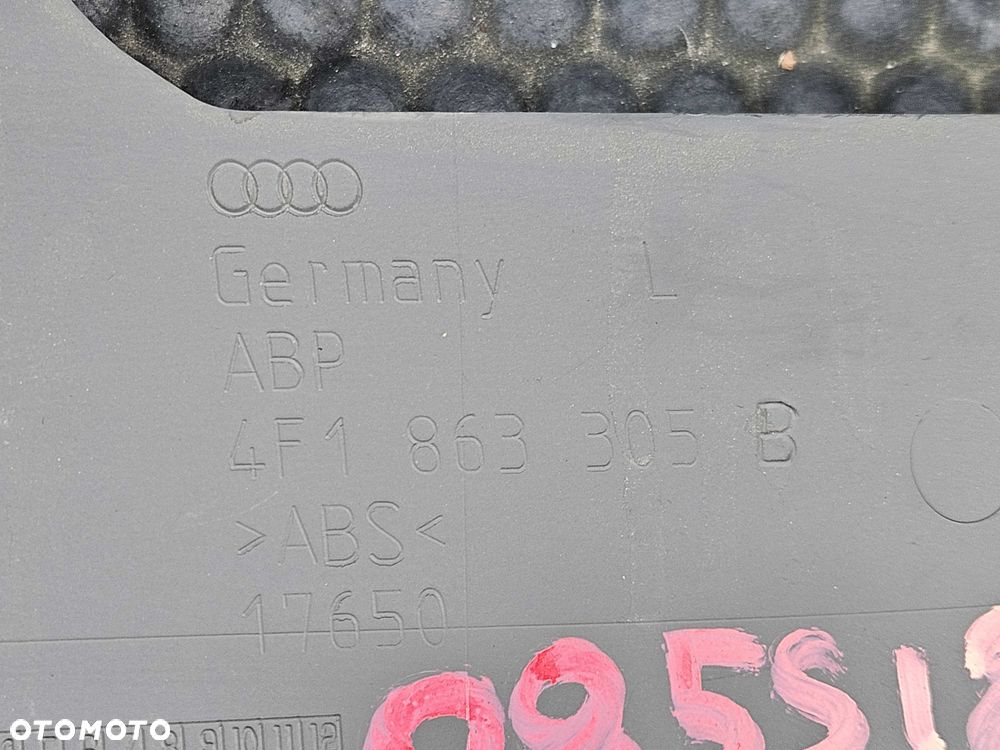 Germany L
ABP
4F1 863 305 B
>ABS<
17650
OTOMOTO